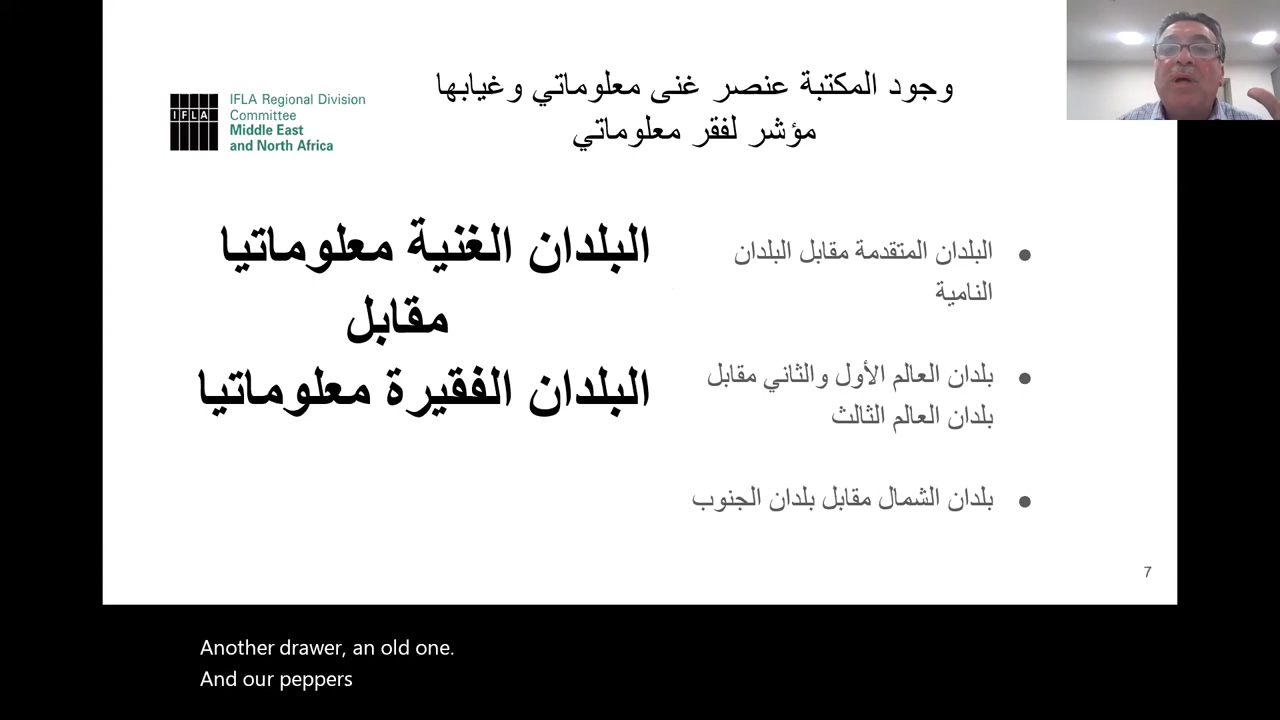 وجود المكتبة عنصر غنى معلوماتي وغيابها
مؤشر لفقر معلوماتي
IFLA
IFLA Regional Division
Committee
Middle East
and North Africa
البلدان المتقدمة مقابل البلدان
النامية
بلدان العالم الأول والثاني مقابل
بلدان العالم الثالث
بلدان الشمال مقابل بلدان الجنوب
البلدان الغنية معلوماتيا
مقابل
البلدان الفقيرة معلوماتيا
7
Another drawer, an old one.
And our peppers